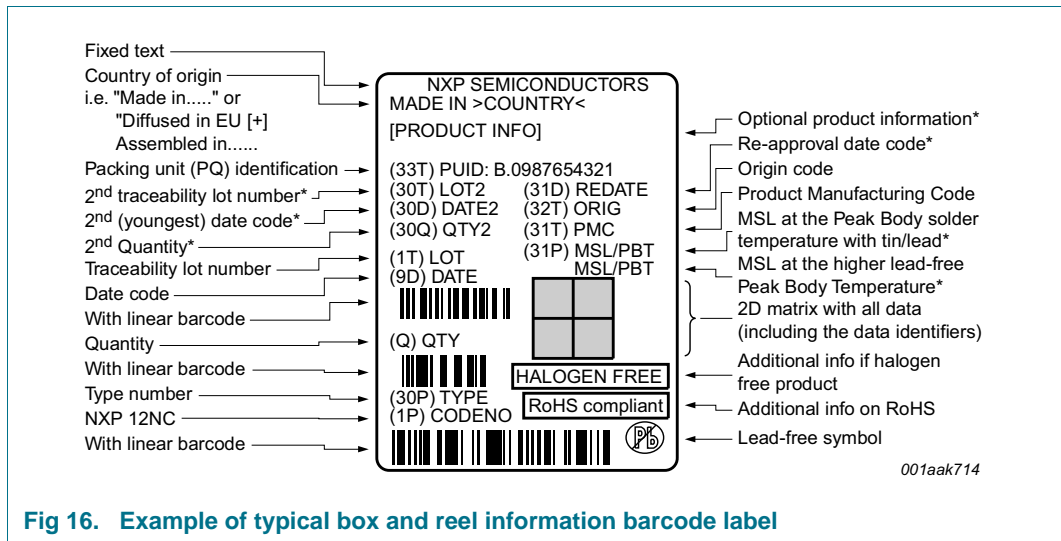 Fixed text
Country of origin
i.e. "Made in....." or
"Diffused in EU [+]
Assembled in......
Packing unit (PQ) identification
2nd traceability lot number*
2nd (youngest) date code*
2nd Quantity*
Traceability lot number
Date code
With linear barcode
Quantity
With linear barcode
Type number
NXP 12NC
With linear barcode
NXP SEMICONDUCTORS
MADE IN >COUNTRY<
[PRODUCT INFO]
(33T) PUID: B.0987654321
(30T) LOT2 (31D) REDATE
(30D) DATE2 (32T) ORIG
(30Q) QTY2 (31T) PMC
(31P) MSL/PBT
(1T) LOT MSL/PBT
(9D) DATE
(Q) QTY
HALOGEN FREE
(30P) TYPE
(1P) CODENO RoHS compliant
Pb
Optional product information*
Re-approval date code*
Origin code
Product Manufacturing Code
MSL at the Peak Body solder
temperature with tin/lead*
MSL at the higher lead-free
Peak Body Temperature*
2D matrix with all data
(including the data identifiers)
Additional info if halogen
free product
Additional info on RoHS
Lead-free symbol
001aak714
Fig 16. Example of typical box and reel information barcode label